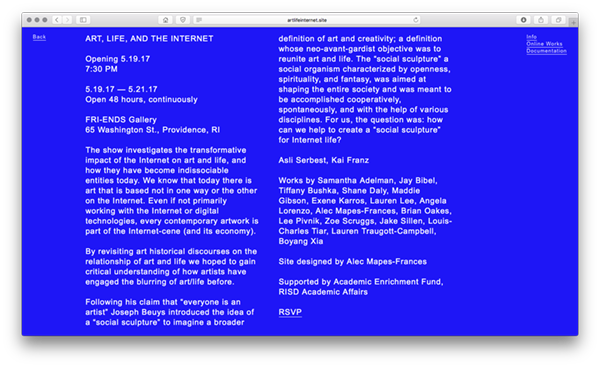 artlifeinternet.site
Back
ART, LIFE, AND THE INTERNET
Opening 5.19.17
7:30 PM
5.19.17 — 5.21.17
Open 48 hours, continuously
FRI-ENDS Gallery
65 Washington St., Providence, RI
The show investigates the transformative
impact of the Internet on art and life, and
how they have become indissociable
entities today. We know that today there is
art that is based not in one way or the other
on the Internet. Even if not primarily
working with the Internet or digital
technologies, every contemporary artwork is
part of the Internet-cene (and its economy).
By revisiting art historical discourses on the
relationship of art and life we hoped to gain
critical understanding of how artists have
engaged the blurring of art/life before.
Following his claim that “everyone is an
artist” Joseph Beuys introduced the idea of
a “social sculpture” to imagine a broader
definition of art and creativity; a definition
whose neo-avant-gardist objective was to
reunite art and life. The “social sculpture” a
social organism characterized by openness,
spirituality, and fantasy, was aimed at
shaping the entire society and was meant to
be accomplished cooperatively,
spontaneously, and with the help of various
disciplines. For us, the question was: how
can we help to create a “social sculpture”
for Internet life?
Asli Serbest, Kai Franz
Works by Samantha Adelman, Jay Bibel,
Tiffany Bushka, Shane Daly, Maddie
Gibson, Exene Karros, Lauren Lee, Angela
Lorenzo, Alec Mapes-Frances, Brian Oakes,
Lee Pivnik, Zoe Scruggs, Jake Sillen, Louis-
Charles Tiar, Lauren Traugott-Campbell,
Boyang Xia
Site designed by Alec Mapes-Frances
Supported by Academic Enrichment Fund,
RISD Academic Affairs
RSVP
Info
Online Works
Documentation